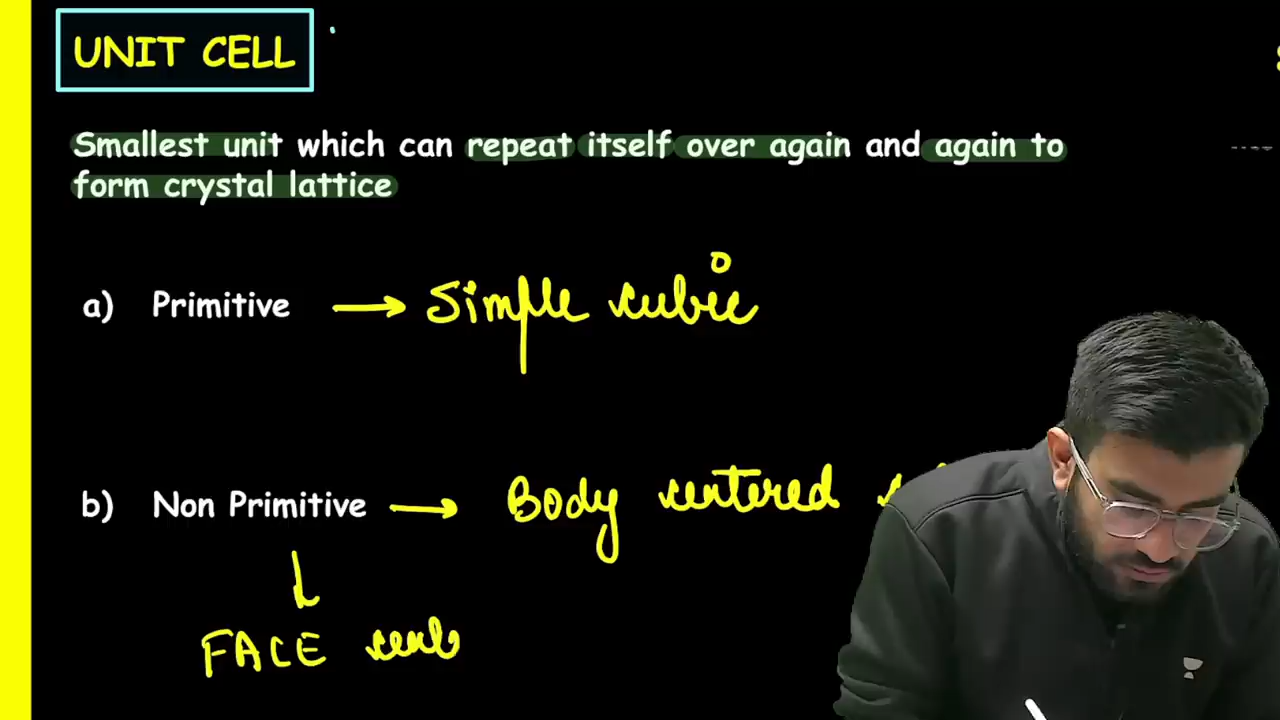 UNIT CELL
Smallest unit which can repeat itself over again and again to
form crystal lattice
a) Primitive → Simple cubic
b) Non Primitive → Body centered
FACE